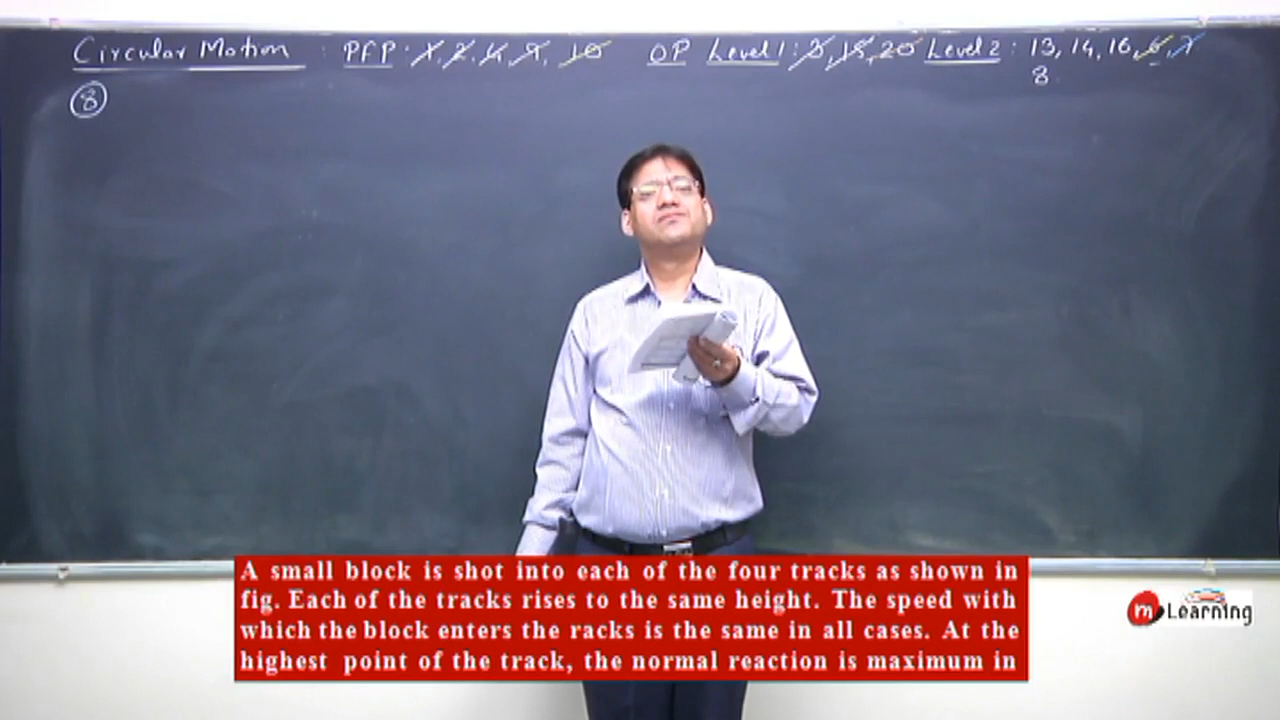 Circular Motion : PFP : 1, 2, 4, 9, 10 OP Level 1 : 3, 15, 20 Level 2 : 13, 14, 16, 6, 7
8
8
A small block is shot into each of the four tracks as shown in
fig. Each of the tracks rises to the same height. The speed with
which the block enters the racks is the same in all cases. At the
highest point of the track, the normal reaction is maximum in
m Learning